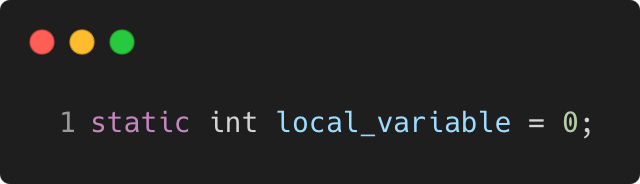 1 static int local_variable = 0;